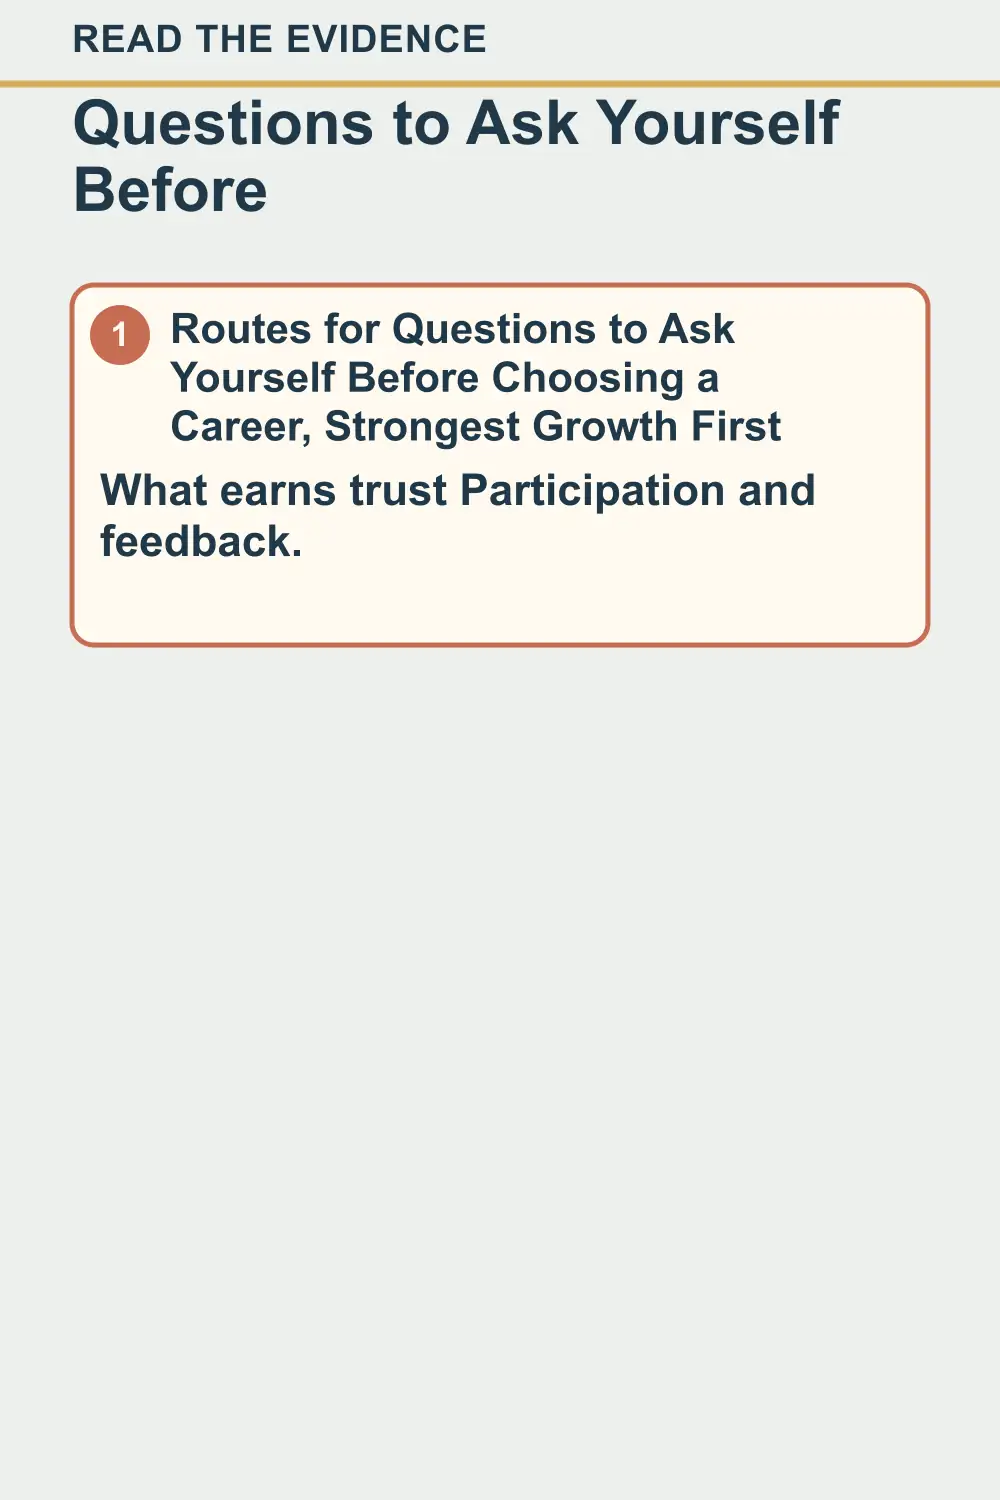 READ THE EVIDENCE
Questions to Ask Yourself
Before
1
Routes for Questions to Ask
Yourself Before Choosing a
Career, Strongest Growth First
What earns trust Participation and
feedback.